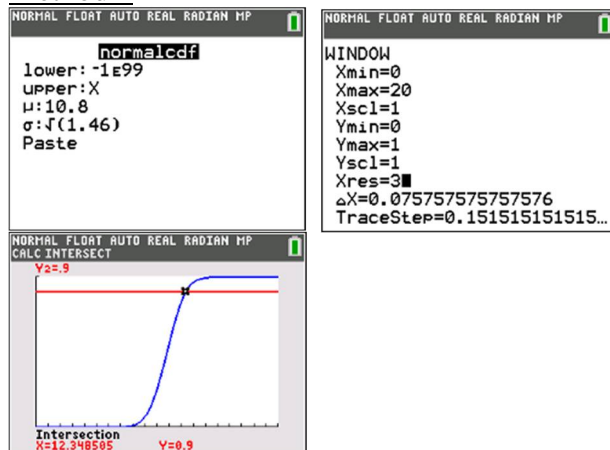 NORMAL FLOAT AUTO REAL RADIAN MP
normalcdf
lower:-1E99
upper:X
μ:10.8
σ:√(1.46)
Paste
NORMAL FLOAT AUTO REAL RADIAN MP
WINDOW
Xmin=0
Xmax=20
Xscl=1
Ymin=0
Ymax=1
Yscl=1
Xres=3
△X=0.075757575757576
TraceStep=0.151515151515…
NORMAL FLOAT AUTO REAL RADIAN MP
CALC INTERSECT
Y2=.9
Intersection
X=12.348505 Y=0.9